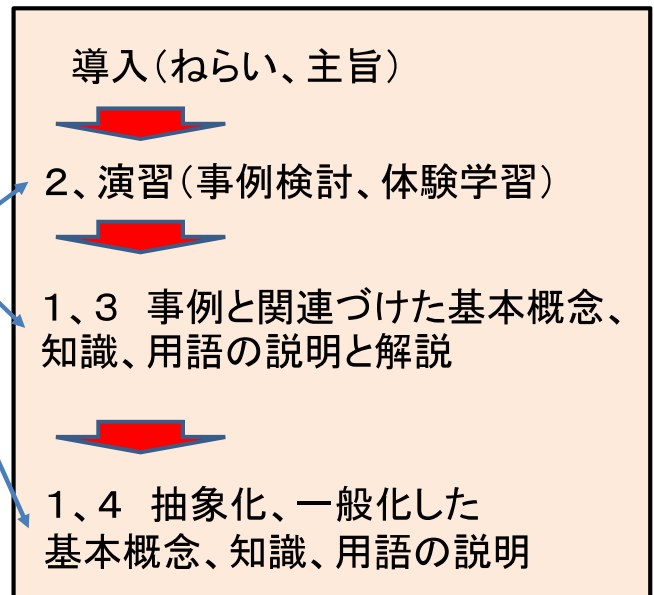 導入(ねらい、主旨)
2、演習(事例検討、体験学習)
1、3 事例と関連づけた基本概念、
知識、用語の説明と解説
1、4 抽象化、一般化した
基本概念、知識、用語の説明